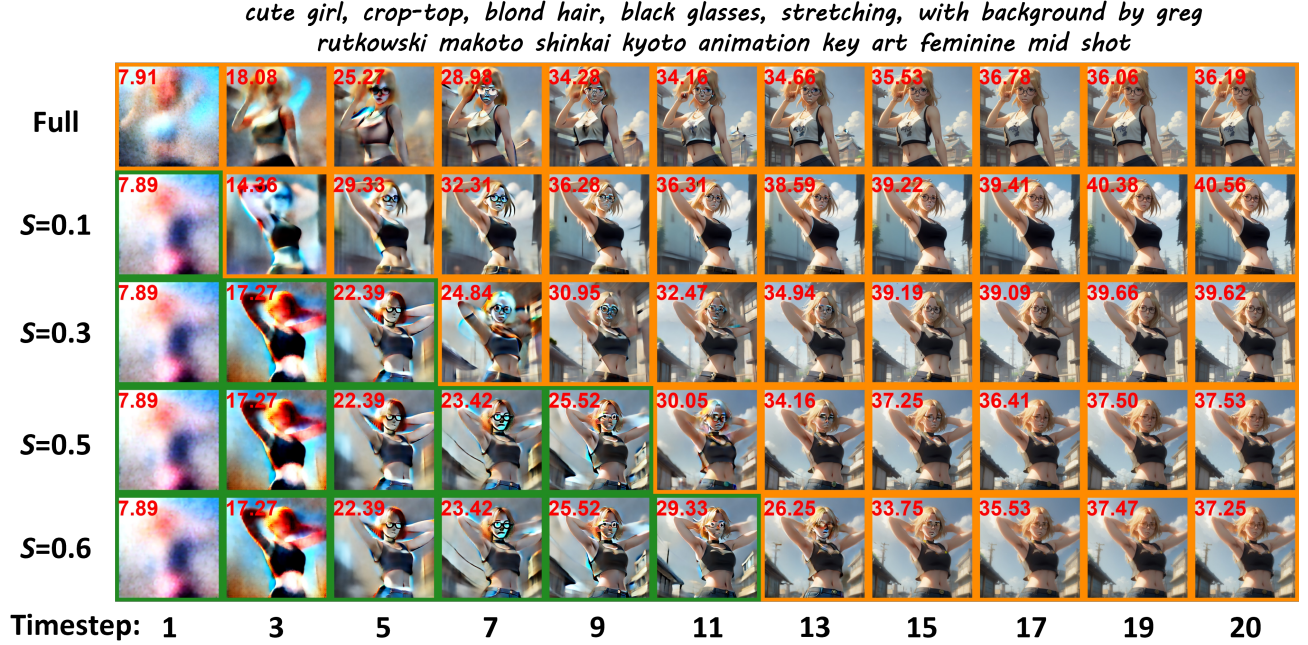 cute girl, crop-top, blond hair, black glasses, stretching, with background by greg
rutkowski makoto shinkai kyoto animation key art feminine mid shot
Full 7.91 18.08 25.27 28.98 34.28 34.16 34.66 35.53 36.78 36.06 36.19
S=0.1 7.89 14.36 29.33 32.31 36.28 36.31 38.59 39.22 39.41 40.38 40.56
S=0.3 7.89 17.27 22.39 24.84 30.95 32.47 34.94 39.19 39.09 39.66 39.62
S=0.5 7.89 17.27 22.39 23.42 25.52 30.05 34.16 37.25 36.41 37.50 37.53
S=0.6 7.89 17.27 22.39 23.42 25.52 29.33 26.25 33.75 35.53 37.47 37.25
Timestep: 1 3 5 7 9 11 13 15 17 19 20